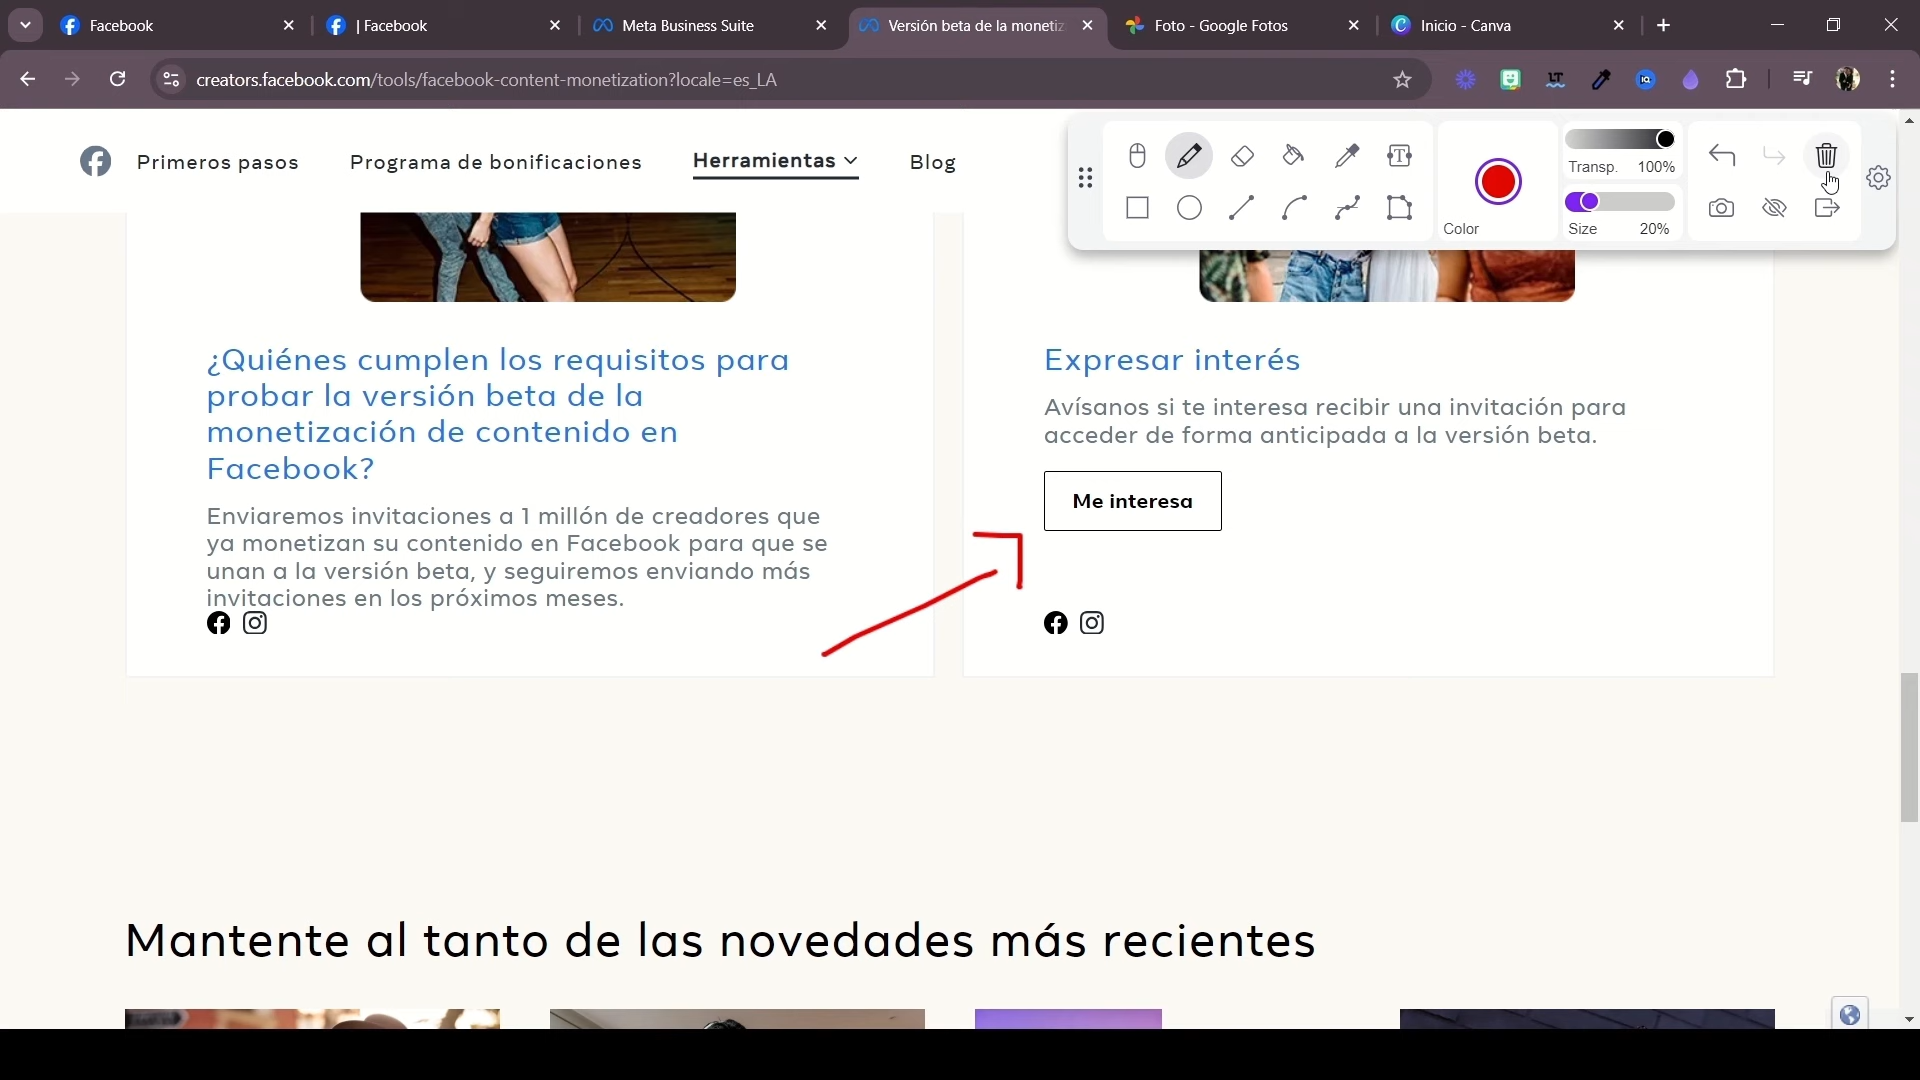 Facebook
| Facebook
Meta Business Suite
Versión beta de la monetiz
Foto - Google Fotos
Inicio - Canva
creators.facebook.com/tools/facebook-content-monetization?locale=es_LA
Primeros pasos
Programa de bonificaciones
Herramientas
Blog
Transp. 100%
Color
Size 20%
¿Quiénes cumplen los requisitos para
probar la versión beta de la
monetización de contenido en
Facebook?
Enviaremos invitaciones a 1 millón de creadores que
ya monetizan su contenido en Facebook para que se
unan a la versión beta, y seguiremos enviando más
invitaciones en los próximos meses.
Expresar interés
Avísanos si te interesa recibir una invitación para
acceder de forma anticipada a la versión beta.
Me interesa
Mantente al tanto de las novedades más recientes